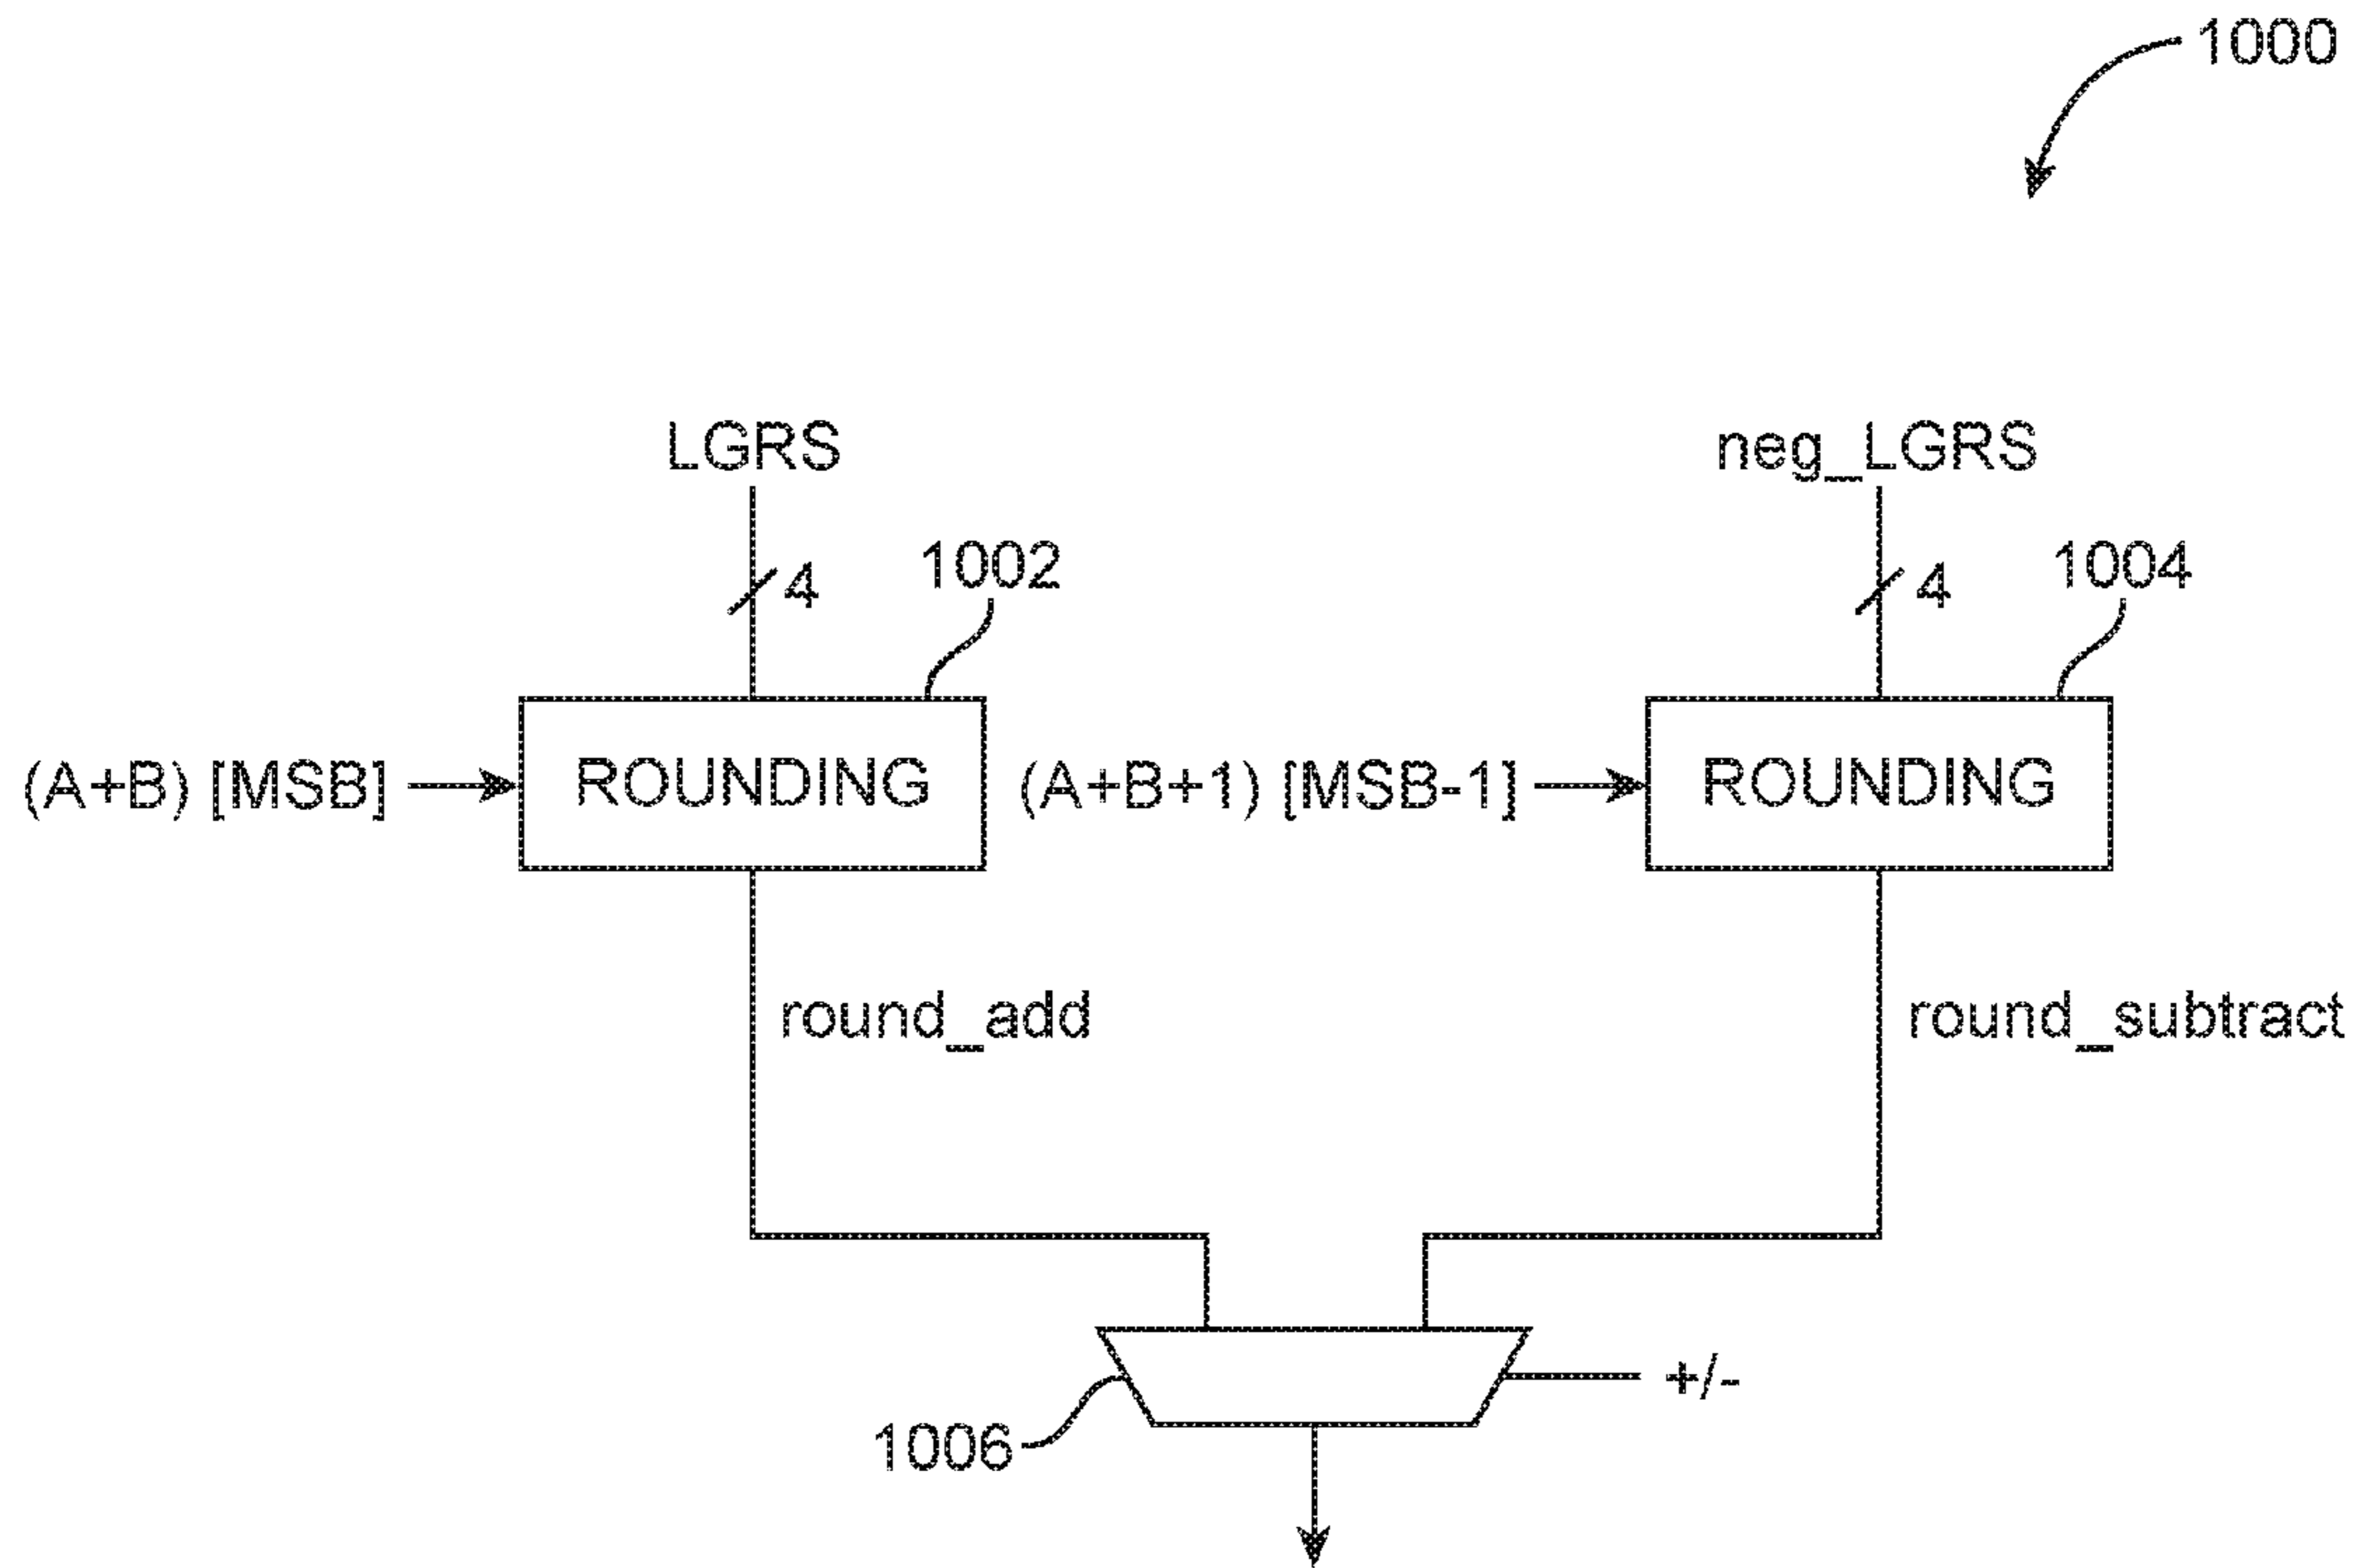 1000
LGRS
neg_LGRS
4
1002
4
1004
(A+B) [MSB]
ROUNDING
(A+B+1) [MSB-1]
ROUNDING
round_add
round_subtract
+/-
1006